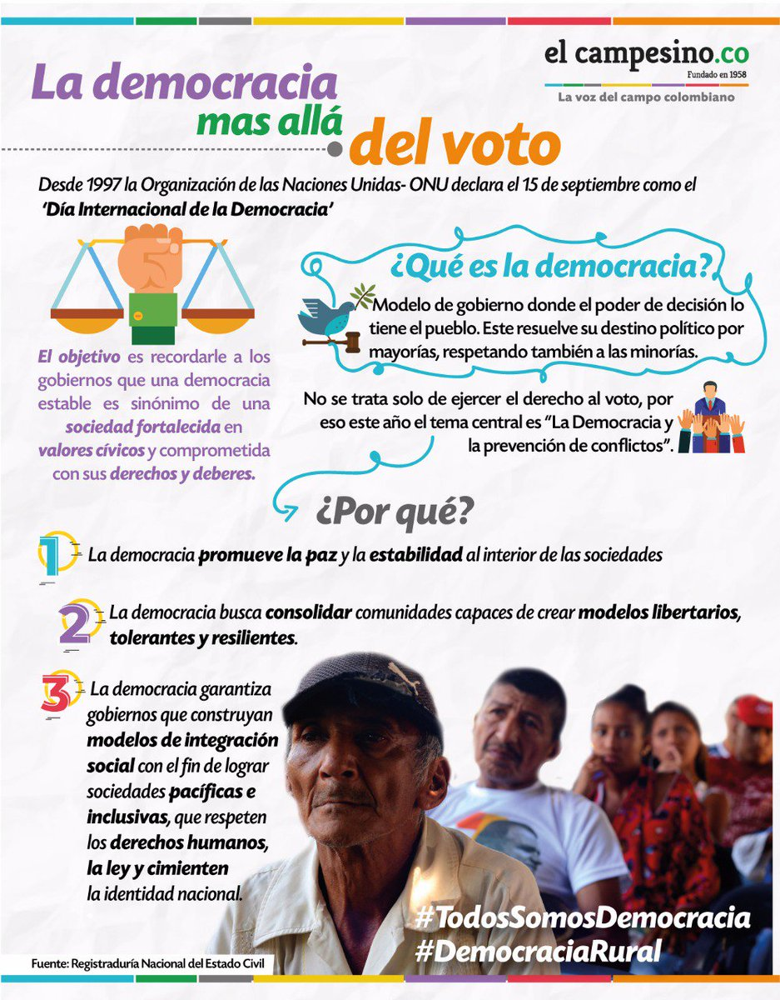 el campesino.co
Fundado en 1958
La voz del campo colombiano
La democracia
mas allá
del voto
Desde 1997 la Organización de las Naciones Unidas- ONU declara el 15 de septiembre como el
‘Día Internacional de la Democracia’
El objetivo es recordarle a los
gobiernos que una democracia
estable es sinónimo de una
sociedad fortalecida en
valores cívicos y comprometida
con sus derechos y deberes.
¿Qué es la democracia?
Modelo de gobierno donde el poder de decisión lo
tiene el pueblo. Este resuelve su destino político por
mayorías, respetando también a las minorías.
No se trata solo de ejercer el derecho al voto, por
eso este año el tema central es “La Democracia y
la prevención de conflictos”.
¿Por qué?
1 La democracia promueve la paz y la estabilidad al interior de las sociedades
2 La democracia busca consolidar comunidades capaces de crear modelos libertarios,
tolerantes y resilientes.
3 La democracia garantiza
gobiernos que construyan
modelos de integración
social con el fin de lograr
sociedades pacíficas e
inclusivas, que respeten
los derechos humanos,
la ley y cimienten
la identidad nacional.
#TodosSomosDemocracia
#DemocraciaRural
Fuente: Registraduría Nacional del Estado Civil